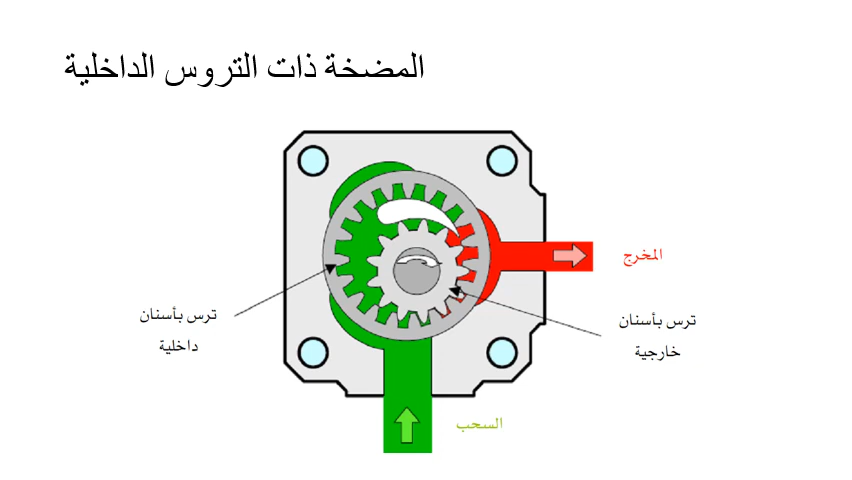 المضخة ذات التروس الداخلية
المخرج
ترس بأسنان
داخلية
ترس بأسنان
خارجية
السحب